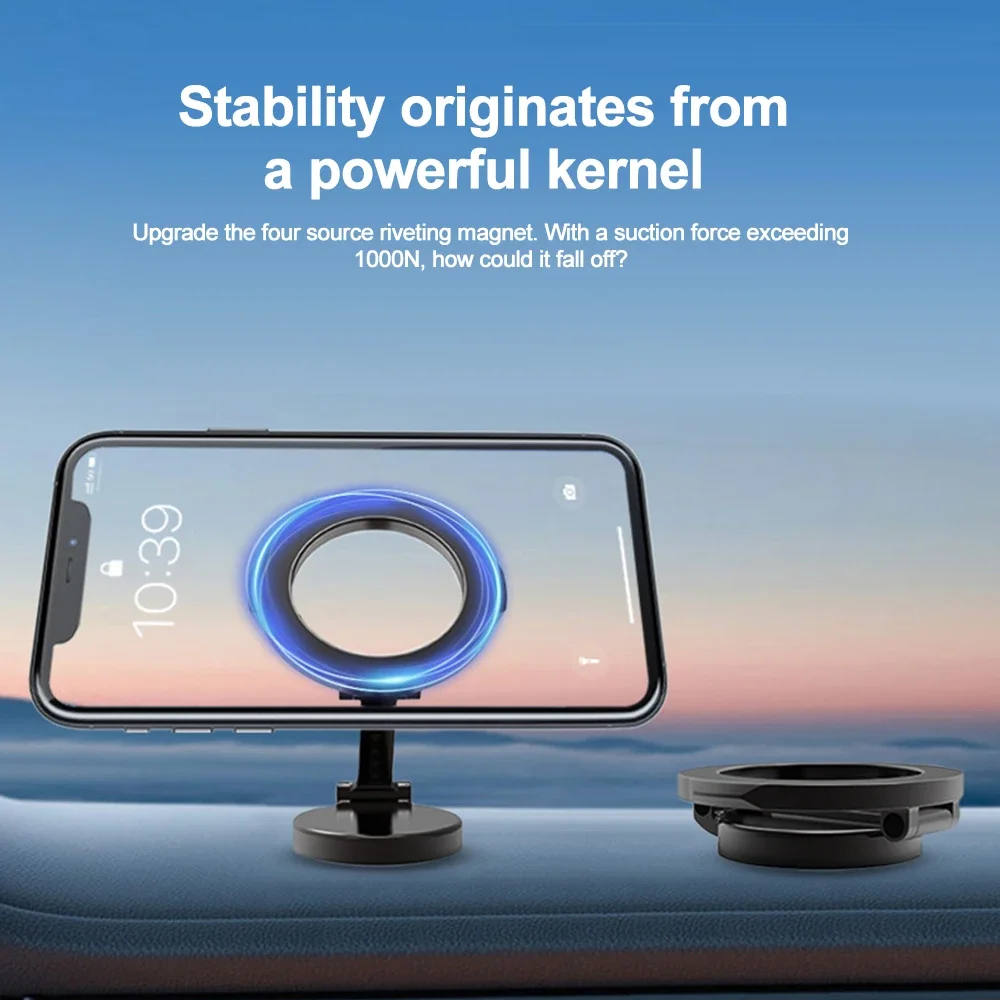 Stability originates from
a powerful kernel
Upgrade the four source riveting magnet. With a suction force exceeding
1000N, how could it fall off?
10:39
5G